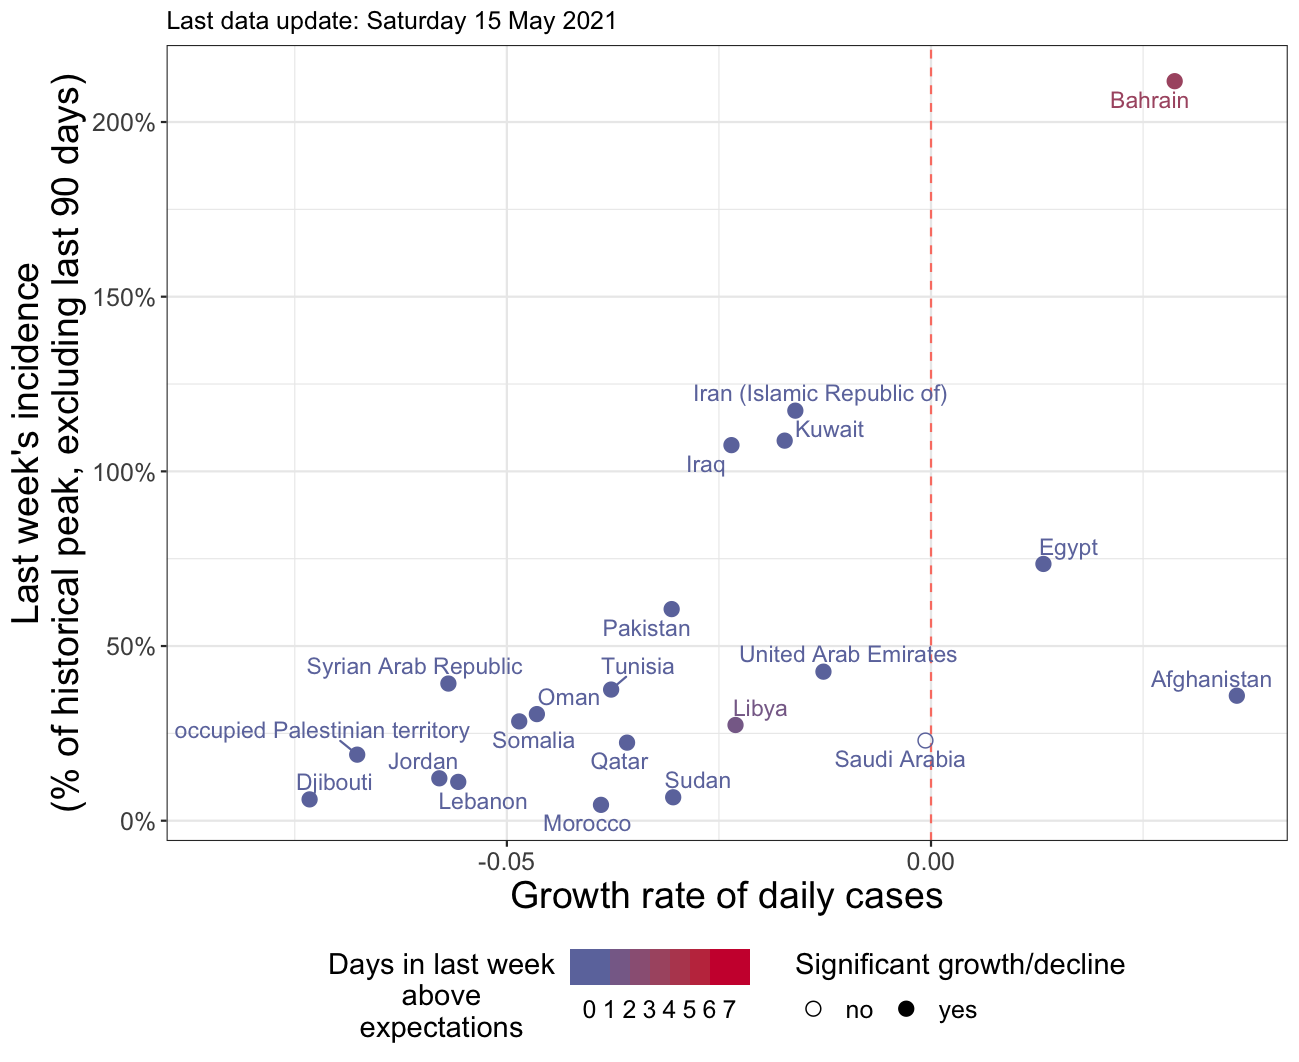 Last data update: Saturday 15 May 2021
Last week's incidence
(% of historical peak, excluding last 90 days)
200%
150%
100%
50%
0%
Bahrain
Iran (Islamic Republic of)
Kuwait
Iraq
Egypt
Pakistan
United Arab Emirates
Syrian Arab Republic
Tunisia
Afghanistan
Oman
Libya
occupied Palestinian territory
Somalia
Jordan
Qatar
Saudi Arabia
Djibouti
Sudan
Lebanon
Morocco
-0.05
0.00
Growth rate of daily cases
Days in last week
above
expectations
0 1 2 3 4 5 6 7
Significant growth/decline
no
yes